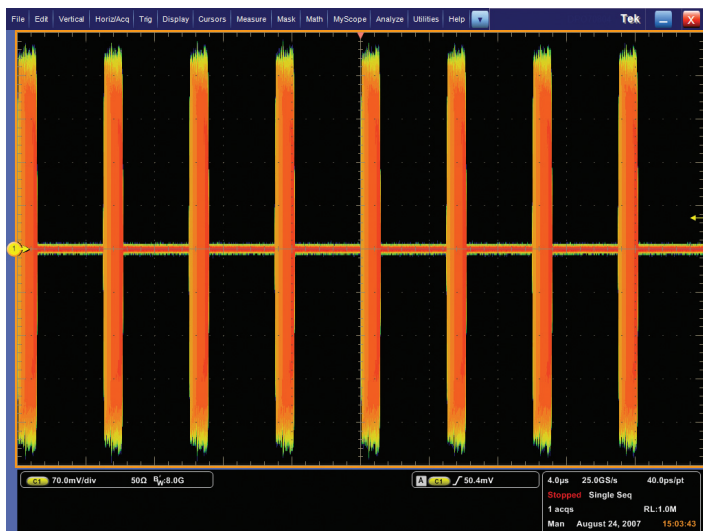 File Edit Vertical Horiz/Acq Trig Display Cursors Measure Mask Math MyScope Analyze Utilities Help Tek X
1
C1 70.0mV/div 50Ω BW:8.0G
A C1 50.4mV
4.0µs 25.0GS/s 40.0ps/pt
Stopped Single Seq
1 acqs RL:1.0M
Man August 24, 2007 15:03:43